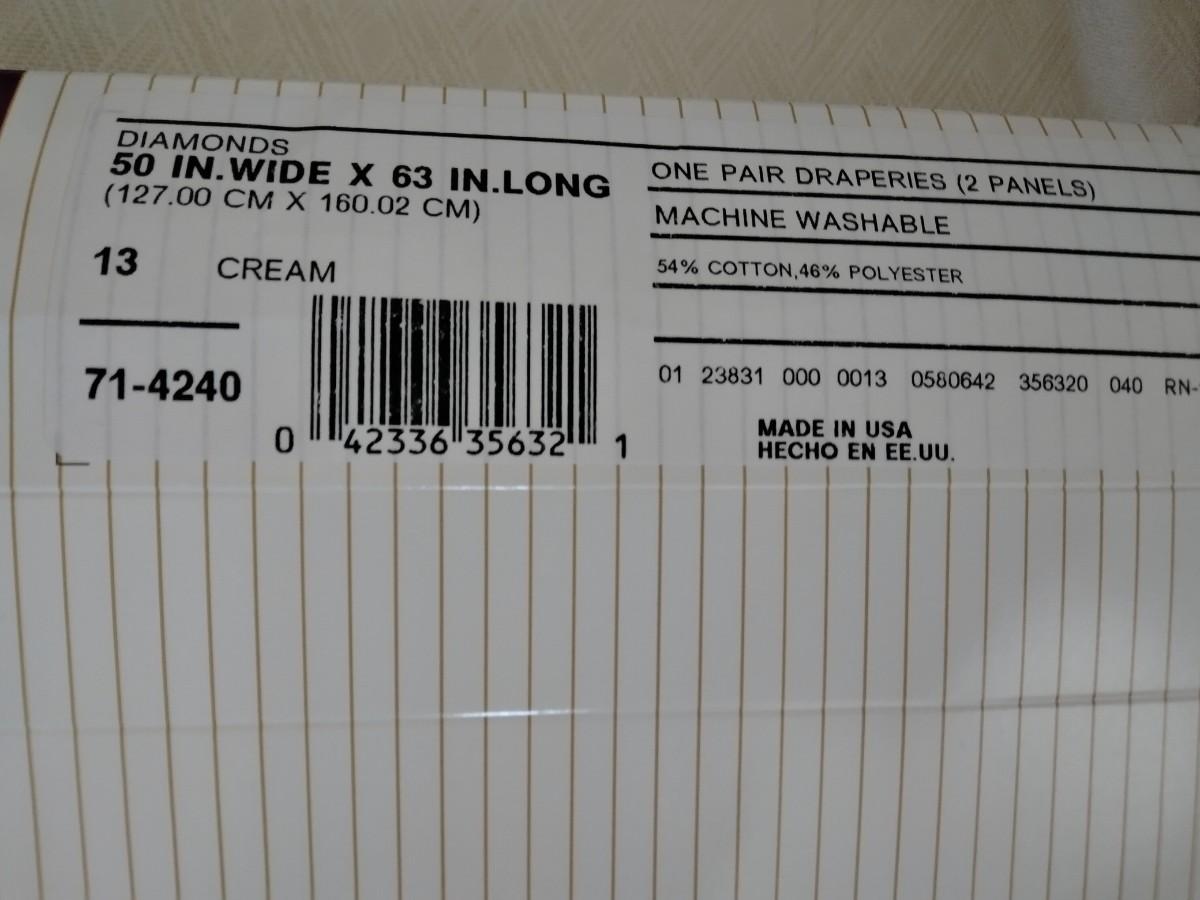 DIAMONDS
50 IN.WIDE X 63 IN.LONG
(127.00 CM X 160.02 CM)
13 CREAM
71-4240
0 42336 35632 1
ONE PAIR DRAPERIES (2 PANELS)
MACHINE WASHABLE
54% COTTON,46% POLYESTER
01 23831 000 0013 0580642 356320 040 RN-
MADE IN USA
HECHO EN EE.UU.